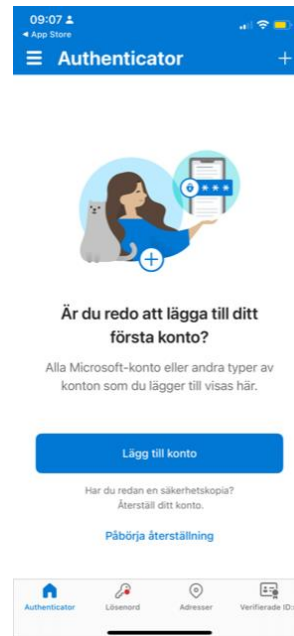 09:07
◀ App Store
Authenticator
Är du redo att lägga till ditt
första konto?
Alla Microsoft-konto eller andra typer av
konton som du lägger till visas här.
Lägg till konto
Har du redan en säkerhetskopia?
Återställ ditt konto.
Påbörja återställning
Authenticator Lösenord Adresser Verifierade ID:n